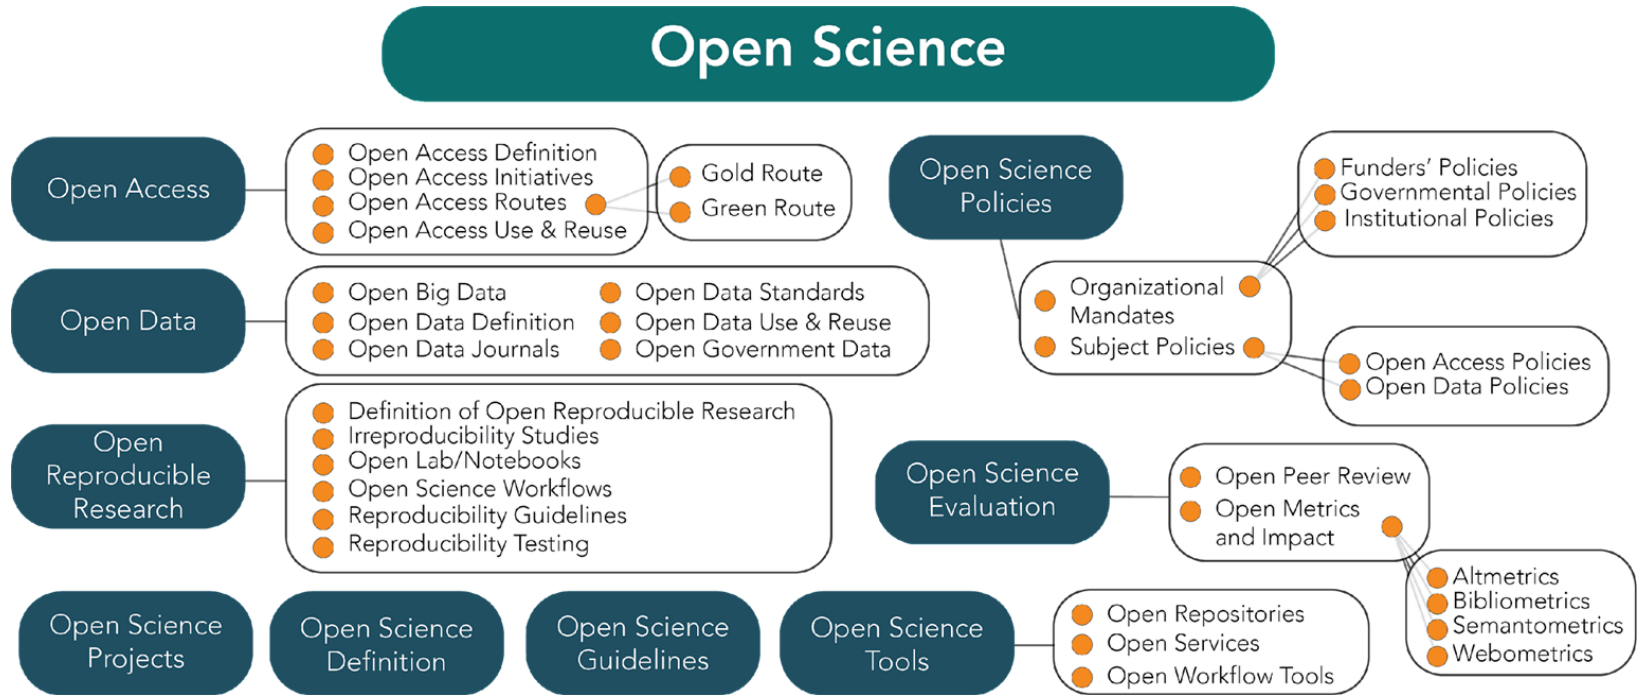 Open Science
Open Access
Open Access Definition
Open Access Initiatives
Open Access Routes
Open Access Use & Reuse
Gold Route
Green Route
Open Data
Open Big Data
Open Data Definition
Open Data Journals
Open Data Standards
Open Data Use & Reuse
Open Government Data
Open
Reproducible
Research
Definition of Open Reproducible Research
Irreproducibility Studies
Open Lab/Notebooks
Open Science Workflows
Reproducibility Guidelines
Reproducibility Testing
Open Science
Policies
Organizational
Mandates
Subject Policies
Funders' Policies
Governmental Policies
Institutional Policies
Open Access Policies
Open Data Policies
Open Science
Evaluation
Open Peer Review
Open Metrics
and Impact
Altmetrics
Bibliometrics
Semantometrics
Webometrics
Open Science
Projects
Open Science
Definition
Open Science
Guidelines
Open Science
Tools
Open Repositories
Open Services
Open Workflow Tools